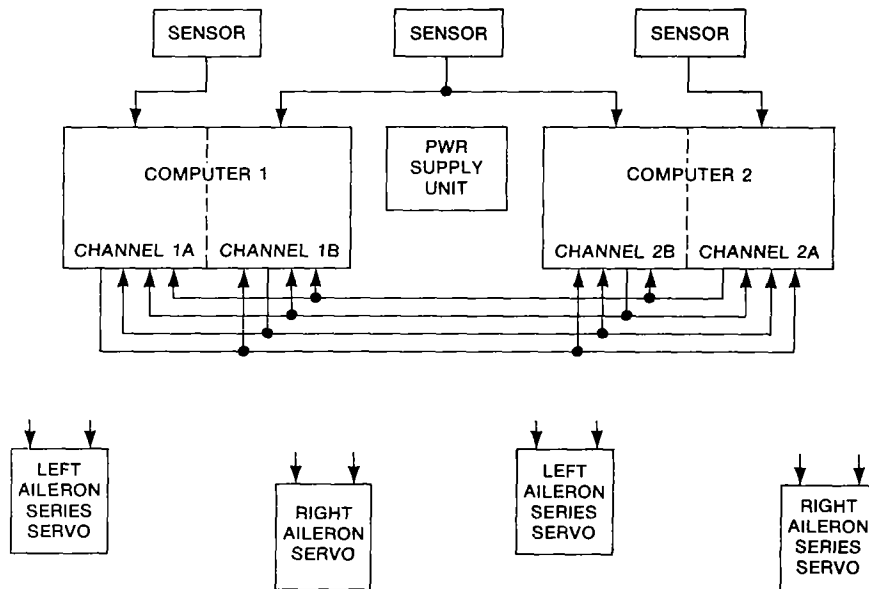 SENSOR
SENSOR
SENSOR
COMPUTER 1
PWR
SUPPLY
UNIT
COMPUTER 2
CHANNEL 1A
CHANNEL 1B
CHANNEL 2B
CHANNEL 2A
LEFT
AILERON
SERIES
SERVO
RIGHT
AILERON
SERVO
LEFT
AILERON
SERIES
SERVO
RIGHT
AILERON
SERIES
SERVO